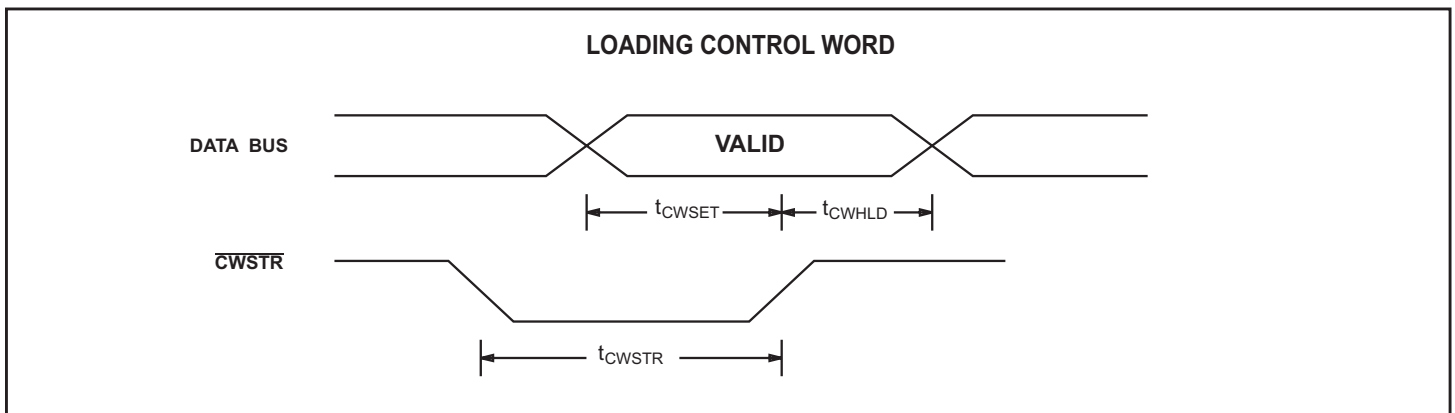 LOADING CONTROL WORD
DATA BUS
VALID
tCWSET
tCWHLD
CWSTR
tCWSTR